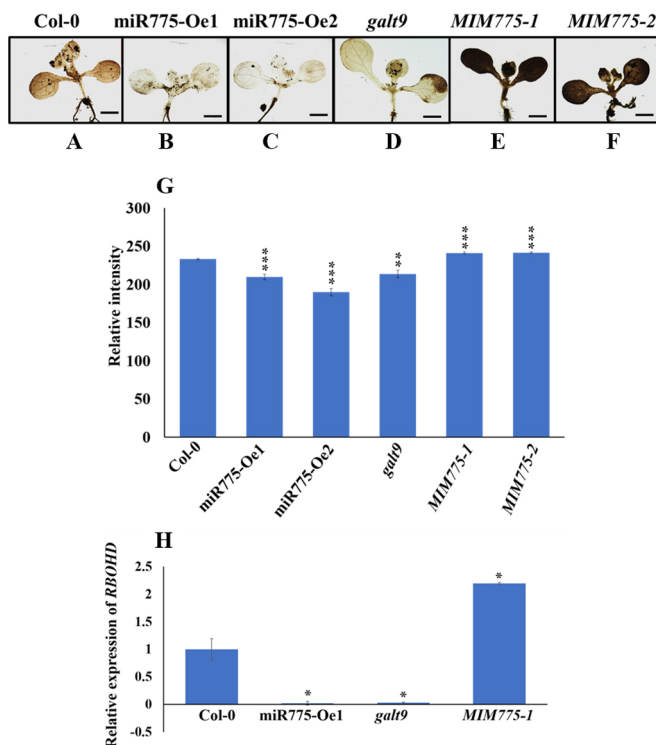 Col-0 miR775-Oe1 miR775-Oe2 galt9 MIM775-1 MIM775-2
A B C D E F
G
Relative intensity
300
250
200
150
100
50
0
*** *** ** *** ***
Col-0 miR775-Oe1 miR775-Oe2 galt9 MIM775-1 MIM775-2
H
Relative expression of RBOHD
2.5
2
1.5
1
0.5
0
-0.5
* * *
Col-0 miR775-Oe1 galt9 MIM775-1